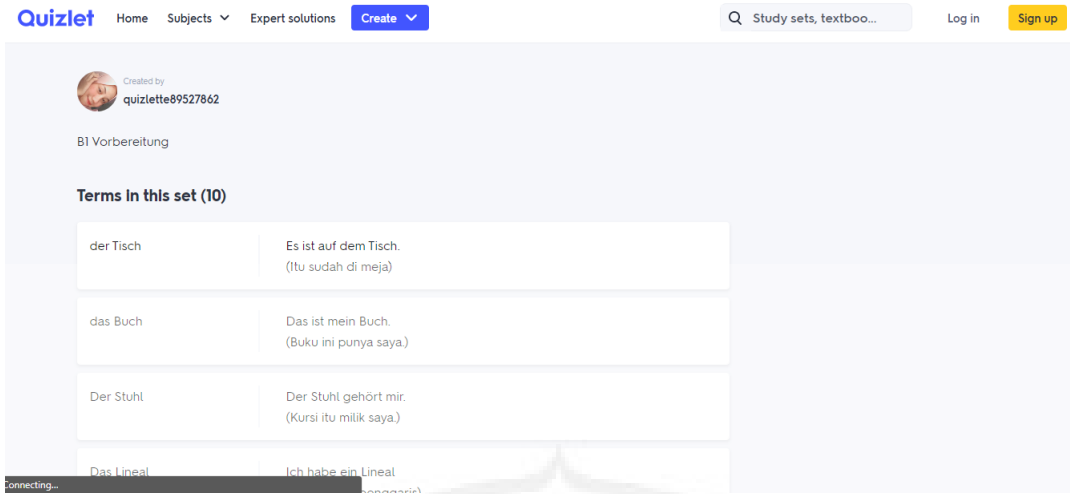 Quizlet Home Subjects Expert solutions Create Study sets, textboo... Log in Sign up
Created by
quizlette89527862
B1 Vorbereitung
Terms in this set (10)
der Tisch Es ist auf dem Tisch.
(Itu sudah di meja)
das Buch Das ist mein Buch.
(Buku ini punya saya.)
Der Stuhl Der Stuhl gehört mir.
(Kursi itu milik saya.)
Das Lineal Ich habe ein Lineal
Connecting...